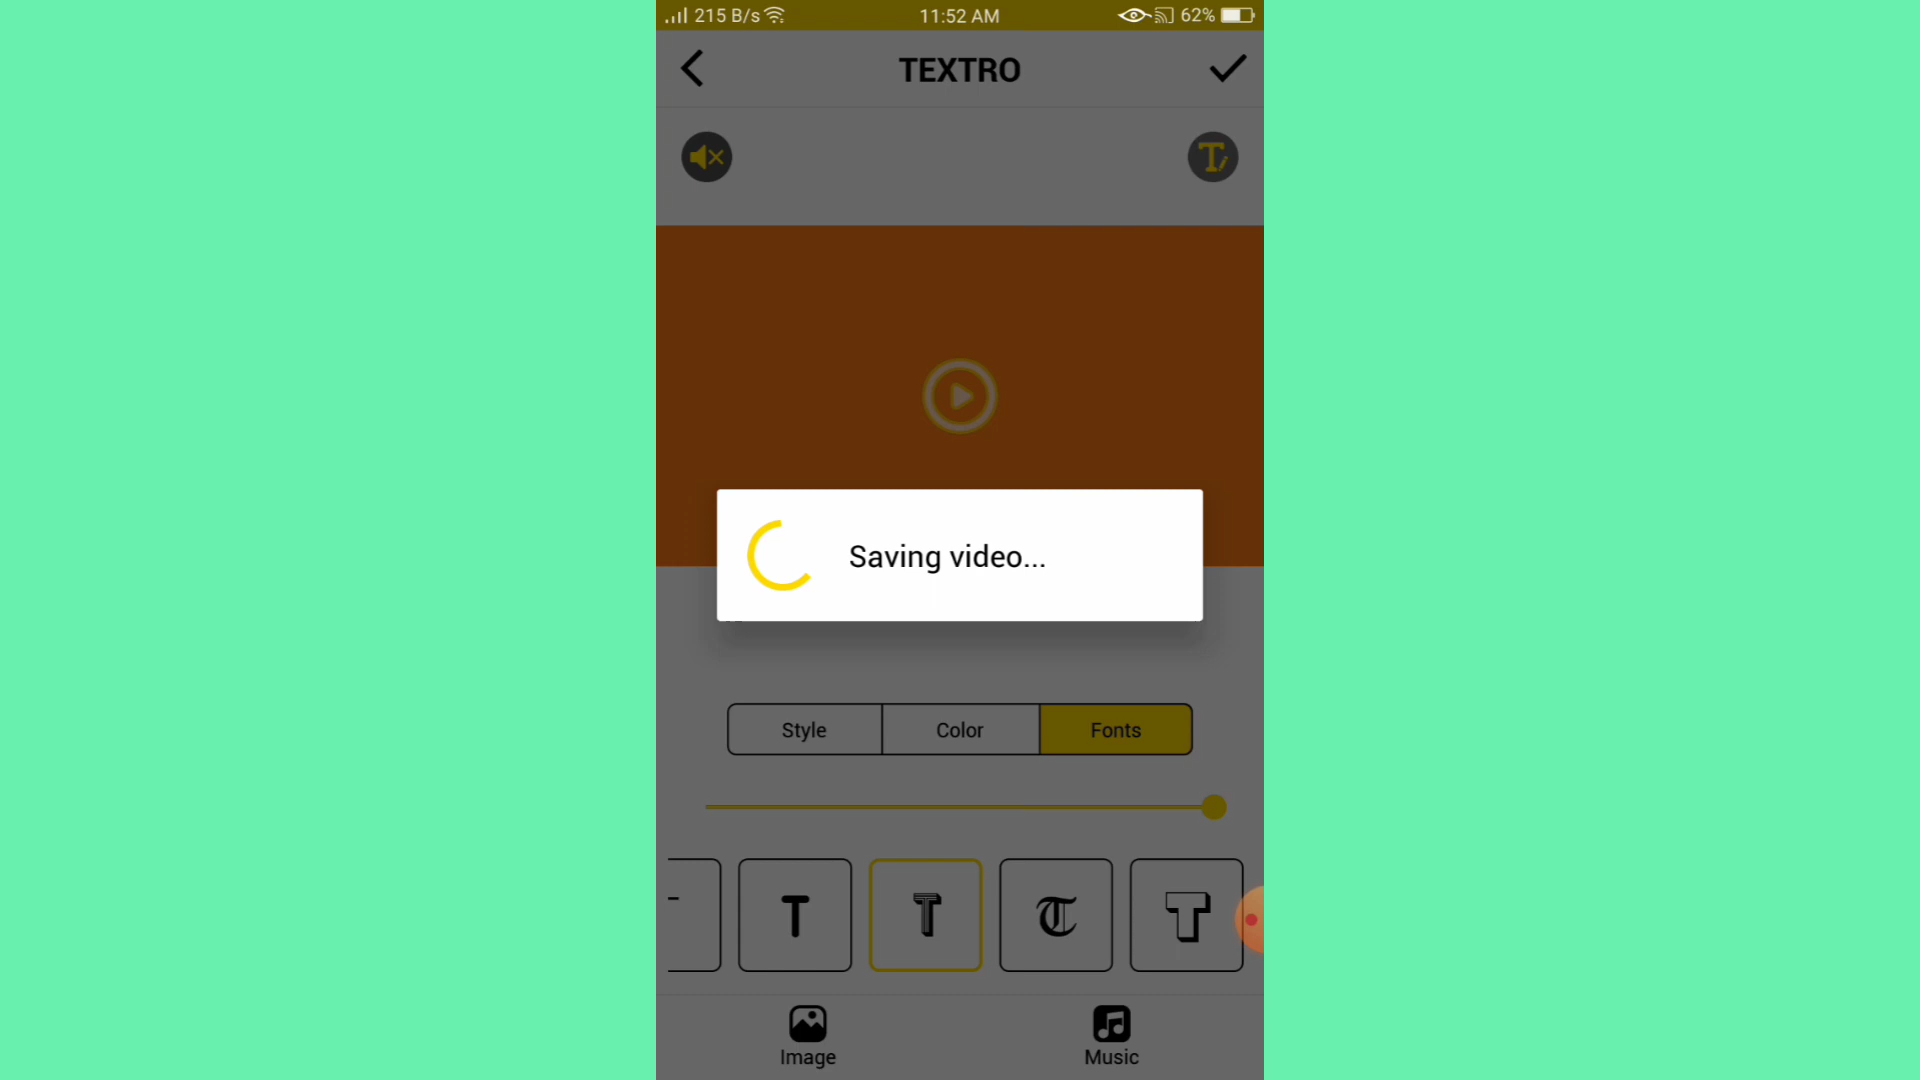 215 B/s 11:52 AM 62%
TEXTRO
Saving video...
Style Color Fonts
T T T T
Image Music